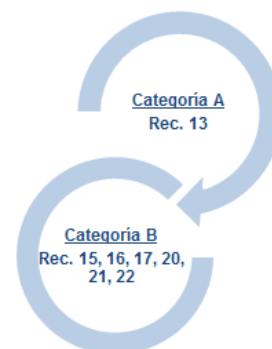 Categoría A
Rec. 13
Categoría B
Rec. 15, 16, 17, 20,
21, 22